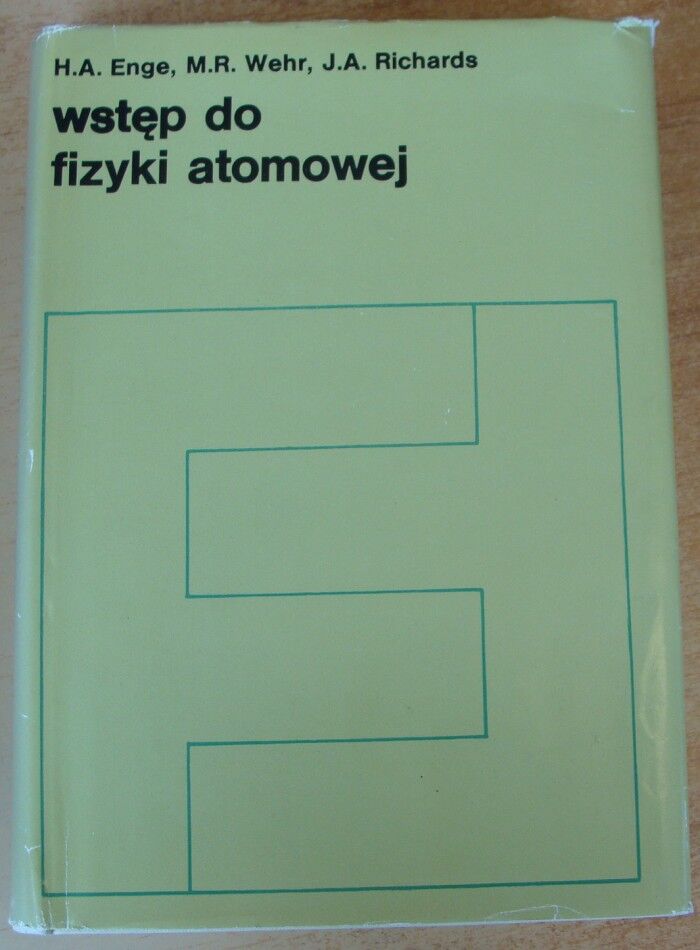 H.A. Enge, M.R. Wehr, J.A. Richards
wstęp do
fizyki atomowej